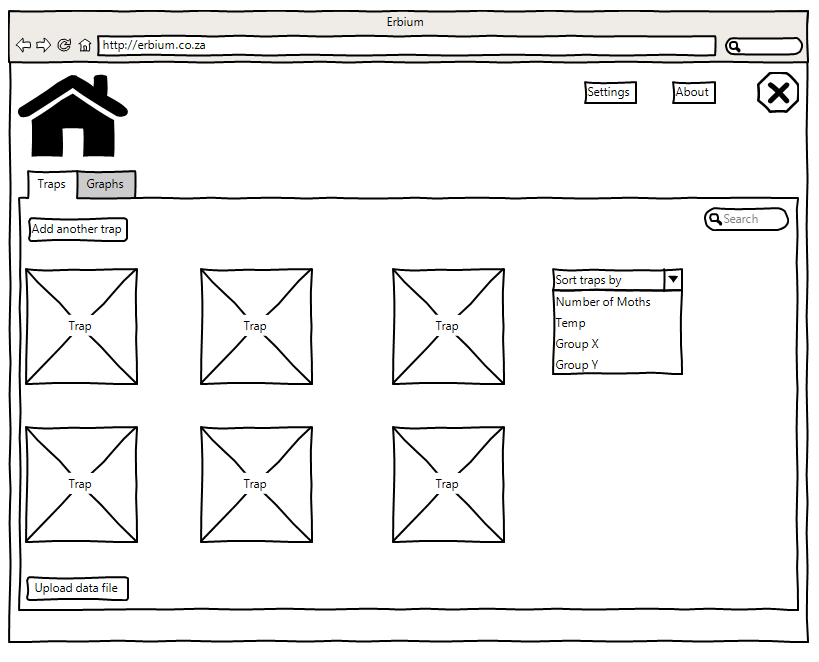 Erbium
http://erbium.co.za
Settings
About
Traps
Graphs
Search
Add another trap
Sort traps by
Number of Moths
Temp
Group X
Group Y
Trap
Trap
Trap
Trap
Trap
Trap
Upload data file